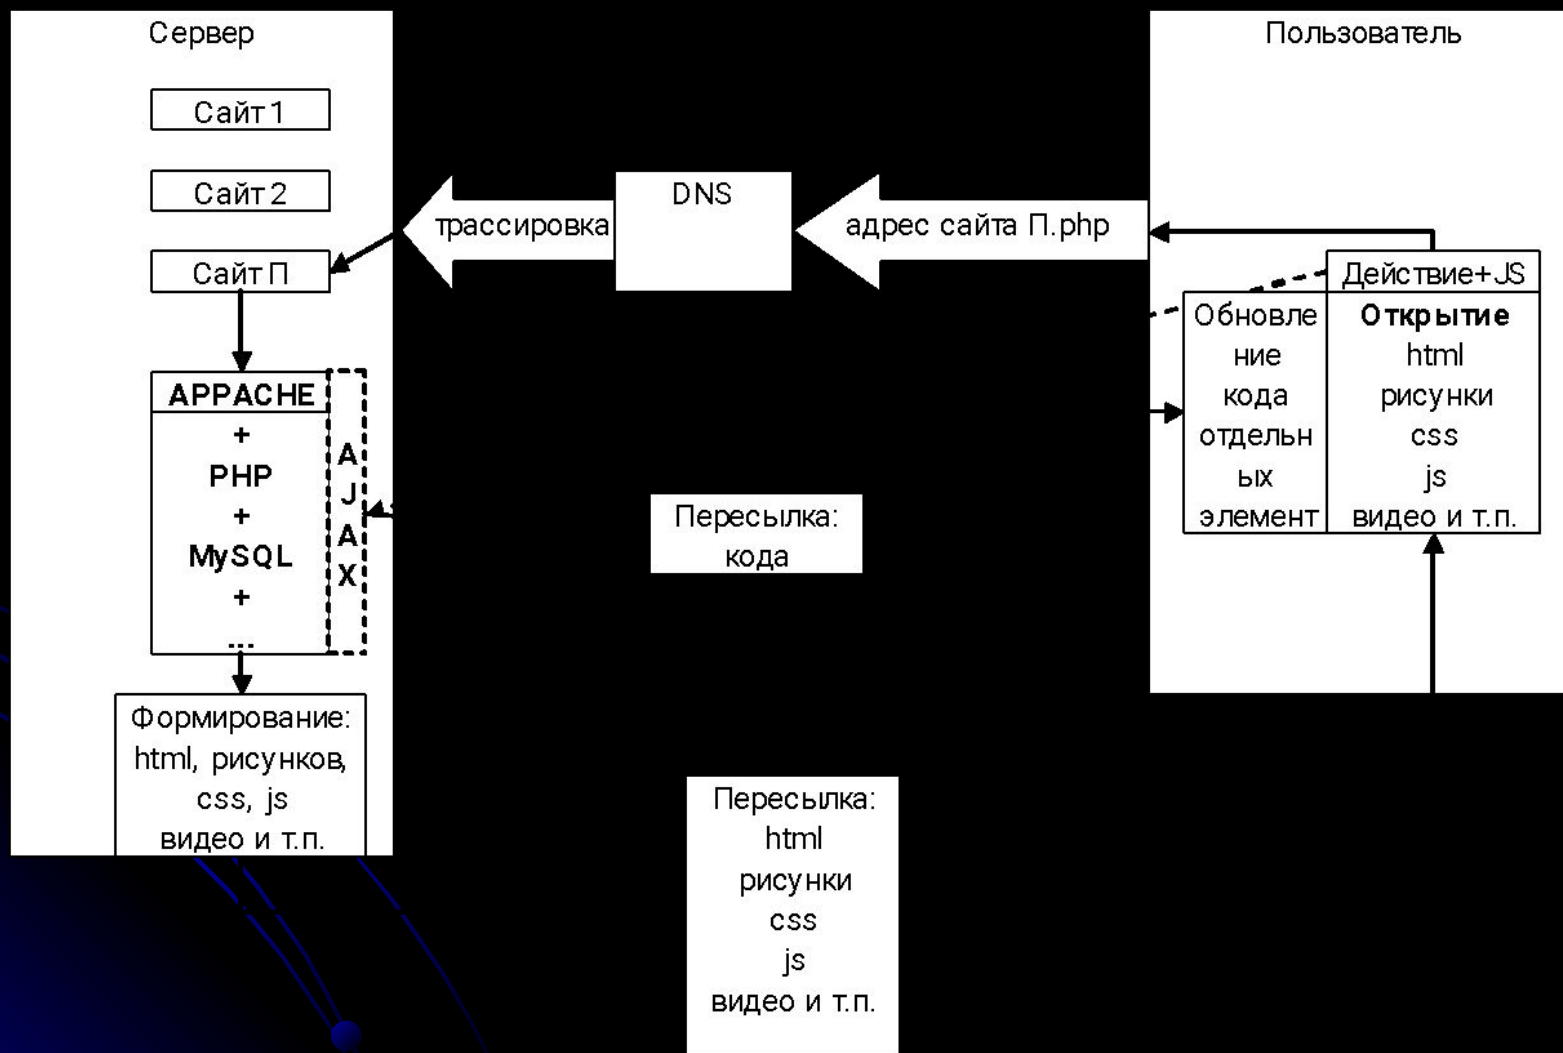 Сервер
Сайт 1
Сайт 2
Сайт П
APPACHE
+
PHP
+
MySQL
+
...
A
J
A
X
Формирование:
html, рисунков,
css, js
видео и т.п.
трассировка
DNS
адрес сайта П.php
Пересылка:
кода
Пересылка:
html
рисунки
css
js
видео и т.п.
Пользователь
Действие+JS
Обновле
ние
кода
отдельн
ых
элемент
Открытие
html
рисунки
css
js
видео и т.п.